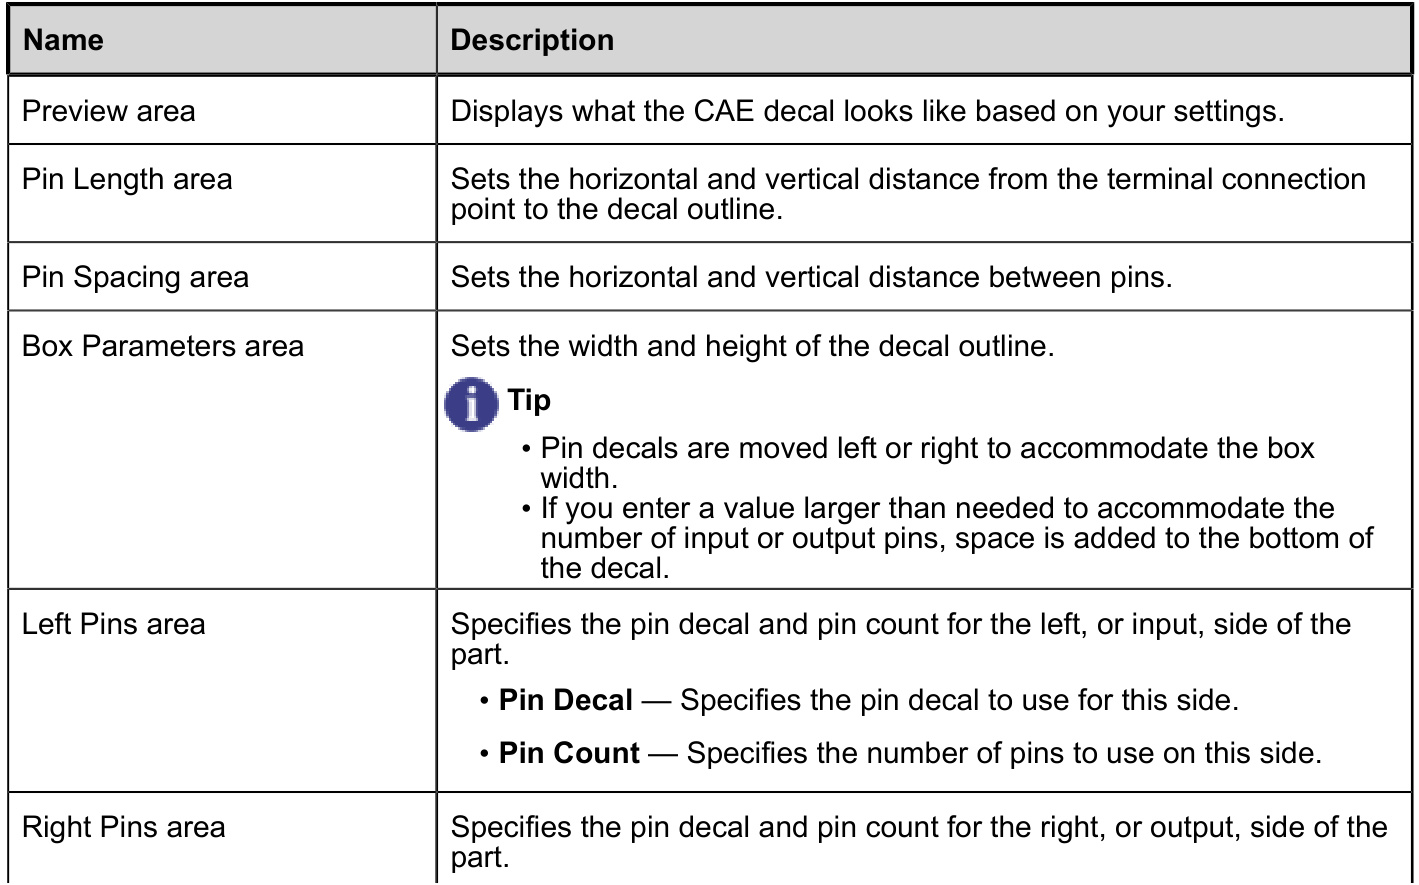 Name
Description
Preview area
Displays what the CAE decal looks like based on your settings.
Pin Length area
Sets the horizontal and vertical distance from the terminal connection
point to the decal outline.
Pin Spacing area
Sets the horizontal and vertical distance between pins.
Box Parameters area
Sets the width and height of the decal outline.
i Tip
• Pin decals are moved left or right to accommodate the box
width.
• If you enter a value larger than needed to accommodate the
number of input or output pins, space is added to the bottom of
the decal.
Left Pins area
Specifies the pin decal and pin count for the left, or input, side of the
part.
• Pin Decal — Specifies the pin decal to use for this side.
• Pin Count — Specifies the number of pins to use on this side.
Right Pins area
Specifies the pin decal and pin count for the right, or output, side of the
part.